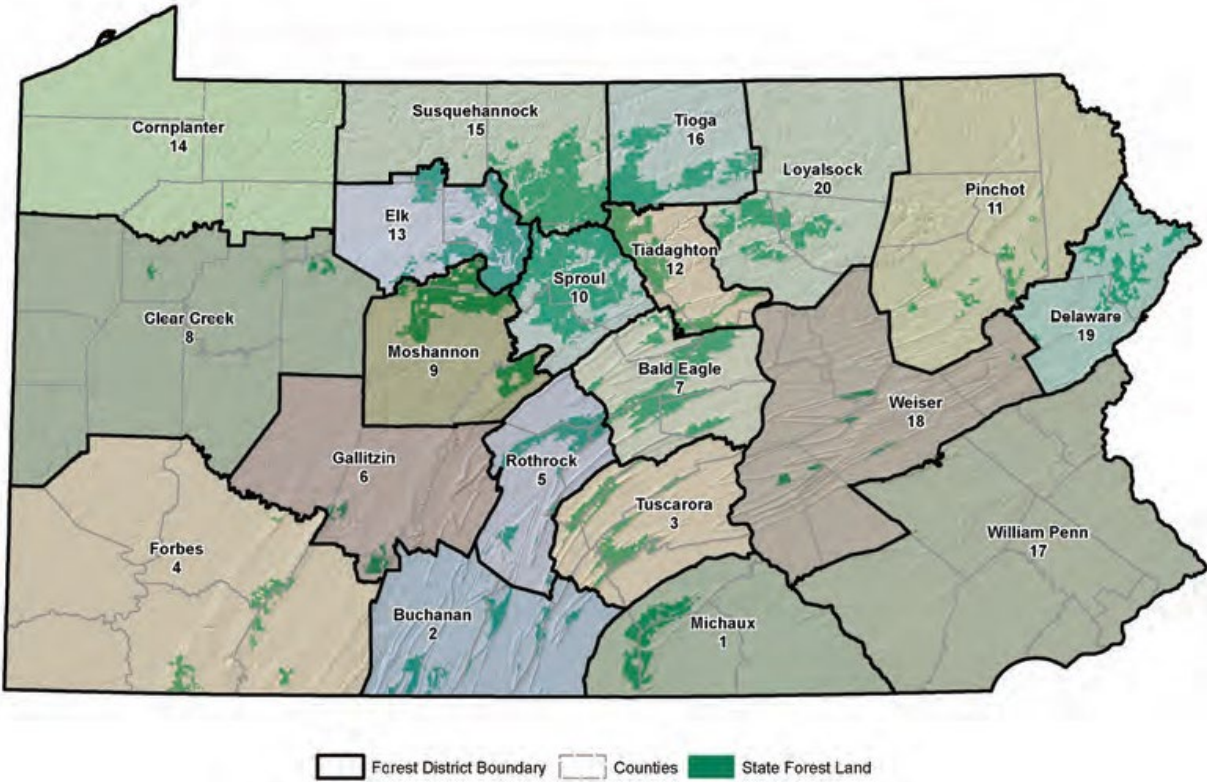 Cornplanter
14
Susquehannock
15
Tioga
16
Loyalsock
20
Pinchot
11
Elk
13
Tiadaghton
12
Sproul
10
Clear Creek
8
Moshannon
9
Bald Eagle
7
Delaware
19
Weiser
18
Gallitzin
6
Rothrock
5
Tuscarora
3
William Penn
17
Forbes
4
Buchanan
2
Michaux
1
Forest District Boundary Counties State Forest Land